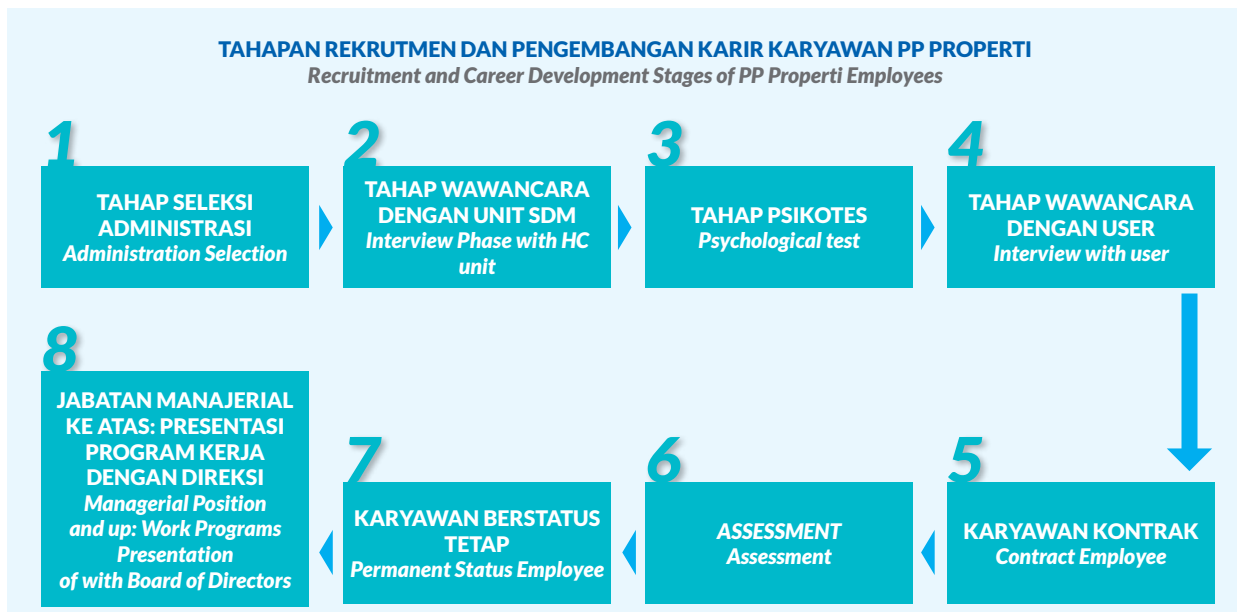 TAHAPAN REKRUTMEN DAN PENGEMBANGAN KARIR KARYAWAN PP PROPERTI
Recruitment and Career Development Stages of PP Properti Employees
1
TAHAP SELEKSI
ADMINISTRASI
Administration Selection
2
TAHAP WAWANCARA
DENGAN UNIT SDM
Interview Phase with HC
unit
3
TAHAP PSIKOTES
Psychological test
4
TAHAP WAWANCARA
DENGAN USER
Interview with user
5
KARYAWAN KONTRAK
Contract Employee
6
ASSESSMENT
Assessment
7
KARYAWAN BERSTATUS
TETAP
Permanent Status Employee
8
JABATAN MANAJERIAL
KE ATAS: PRESENTASI
PROGRAM KERJA
DENGAN DIREKSI
Managerial Position
and up: Work Programs
Presentation
of with Board of Directors